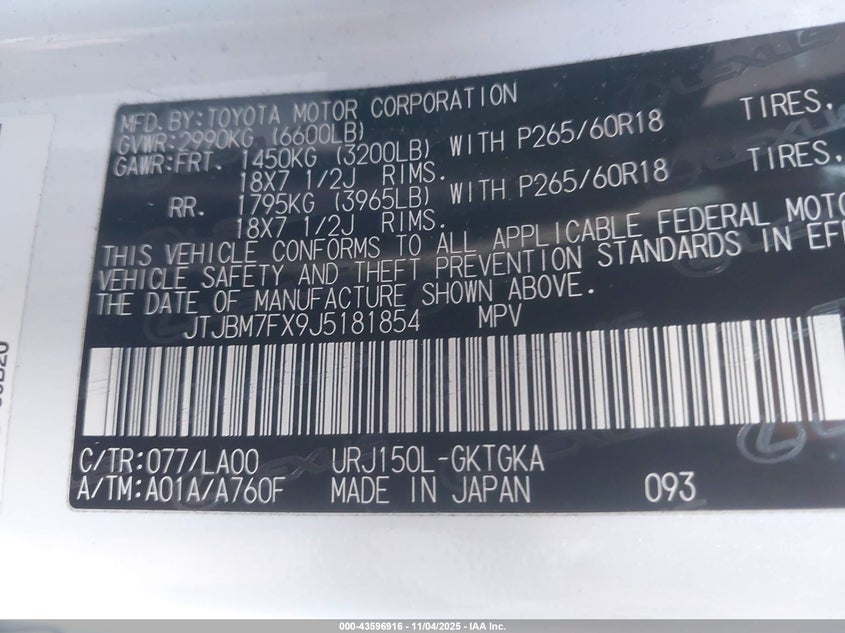 MFD.BY:TOYOTA MOTOR CORPORATION
GVWR:2990KG (6600LB)
GAWR:FRT. 1450KG (3200LB) WITH P265/60R18 TIRES,
18X7 1/2J RIMS.
RR. 1795KG (3965LB) WITH P265/60R18 TIRES,
18X7 1/2J RIMS.
THIS VEHICLE CONFORMS TO ALL APPLICABLE FEDERAL MOTO
VEHICLE SAFETY AND THEFT PREVENTION STANDARDS IN EF
THE DATE OF MANUFACTURE SHOWN ABOVE.
JTJBM7FX9J5181854 MPV
C/TR:077/LA00 URJ150L-GKTGKA
A/TM:A01A/A760F MADE IN JAPAN 093
000-43596916 - 11/04/2025 - IAA Inc.